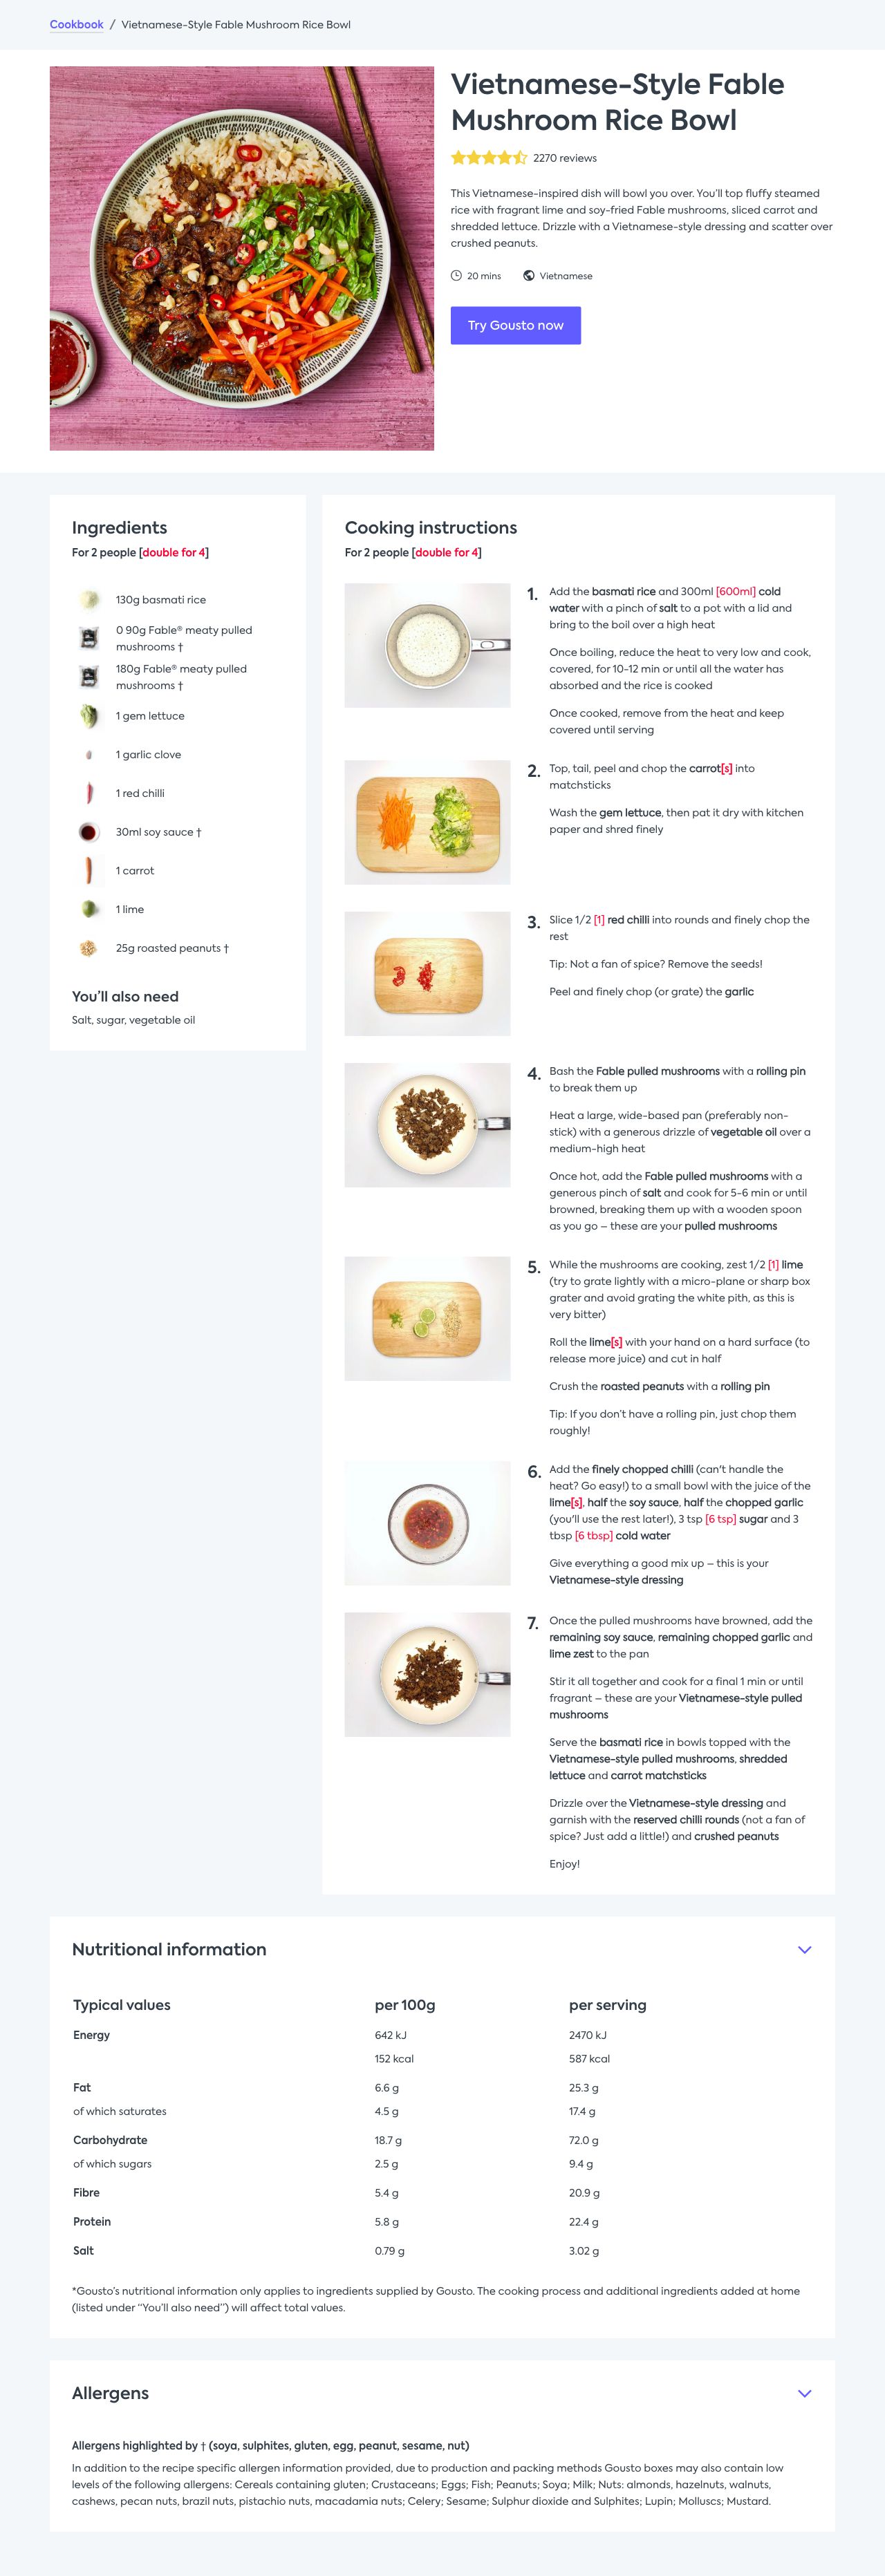 Cookbook / Vietnamese-Style Fable Mushroom Rice Bowl
Vietnamese-Style Fable
Mushroom Rice Bowl
2270 reviews
This Vietnamese-inspired dish will bowl you over. You'll top fluffy steamed
rice with fragrant lime and soy-fried Fable mushrooms, sliced carrot and
shredded lettuce. Drizzle with a Vietnamese-style dressing and scatter over
crushed peanuts.
20 mins Vietnamese
Try Gousto now
Ingredients
For 2 people [double for 4]
130g basmati rice
0 90g Fable® meaty pulled
mushrooms †
180g Fable® meaty pulled
mushrooms †
1 gem lettuce
1 garlic clove
1 red chilli
30ml soy sauce †
1 carrot
1 lime
25g roasted peanuts †
You'll also need
Salt, sugar, vegetable oil
Cooking instructions
For 2 people [double for 4]
1. Add the basmati rice and 300ml [600ml] cold
water with a pinch of salt to a pot with a lid and
bring to the boil over a high heat
Once boiling, reduce the heat to very low and cook,
covered, for 10-12 min or until all the water has
absorbed and the rice is cooked
Once cooked, remove from the heat and keep
covered until serving
2. Top, tail, peel and chop the carrot[s] into
matchsticks
Wash the gem lettuce, then pat it dry with kitchen
paper and shred finely
3. Slice 1/2 [1] red chilli into rounds and finely chop the
rest
Tip: Not a fan of spice? Remove the seeds!
Peel and finely chop (or grate) the garlic
4. Bash the Fable pulled mushrooms with a rolling pin
to break them up
Heat a large, wide-based pan (preferably non-
stick) with a generous drizzle of vegetable oil over a
medium-high heat
Once hot, add the Fable pulled mushrooms with a
generous pinch of salt and cook for 5-6 min or until
browned, breaking them up with a wooden spoon
as you go – these are your pulled mushrooms
5. While the mushrooms are cooking, zest 1/2 [1] lime
(try to grate lightly with a micro-plane or sharp box
grater and avoid grating the white pith, as this is
very bitter)
Roll the lime[s] with your hand on a hard surface (to
release more juice) and cut in half
Crush the roasted peanuts with a rolling pin
Tip: If you don't have a rolling pin, just chop them
roughly!
6. Add the finely chopped chilli (can't handle the
heat? Go easy!) to a small bowl with the juice of the
lime[s], half the soy sauce, half the chopped garlic
(you'll use the rest later!), 3 tsp [6 tsp] sugar and 3
tbsp [6 tbsp] cold water
Give everything a good mix up – this is your
Vietnamese-style dressing
7. Once the pulled mushrooms have browned, add the
remaining soy sauce, remaining chopped garlic and
lime zest to the pan
Stir it all together and cook for a final 1 min or until
fragrant – these are your Vietnamese-style pulled
mushrooms
Serve the basmati rice in bowls topped with the
Vietnamese-style pulled mushrooms, shredded
lettuce and carrot matchsticks
Drizzle over the Vietnamese-style dressing and
garnish with the reserved chilli rounds (not a fan of
spice? Just add a little!) and crushed peanuts
Enjoy!
Nutritional information
Typical values per 100g per serving
Energy 642 kJ 2470 kJ
152 kcal 587 kcal
Fat 6.6 g 25.3 g
of which saturates 4.5 g 17.4 g
Carbohydrate 18.7 g 72.0 g
of which sugars 2.5 g 9.4 g
Fibre 5.4 g 20.9 g
Protein 5.8 g 22.4 g
Salt 0.79 g 3.02 g
*Gousto's nutritional information only applies to ingredients supplied by Gousto. The cooking process and additional ingredients added at home
(listed under "You'll also need") will affect total values.
Allergens
Allergens highlighted by † (soya, sulphites, gluten, egg, peanut, sesame, nut)
In addition to the recipe specific allergen information provided, due to production and packing methods Gousto boxes may also contain low
levels of the following allergens: Cereals containing gluten; Crustaceans; Eggs; Fish; Peanuts; Soya; Milk; Nuts: almonds, hazelnuts, walnuts,
cashews, pecan nuts, brazil nuts, pistachio nuts, macadamia nuts; Celery; Sesame; Sulphur dioxide and Sulphites; Lupin; Molluscs; Mustard.